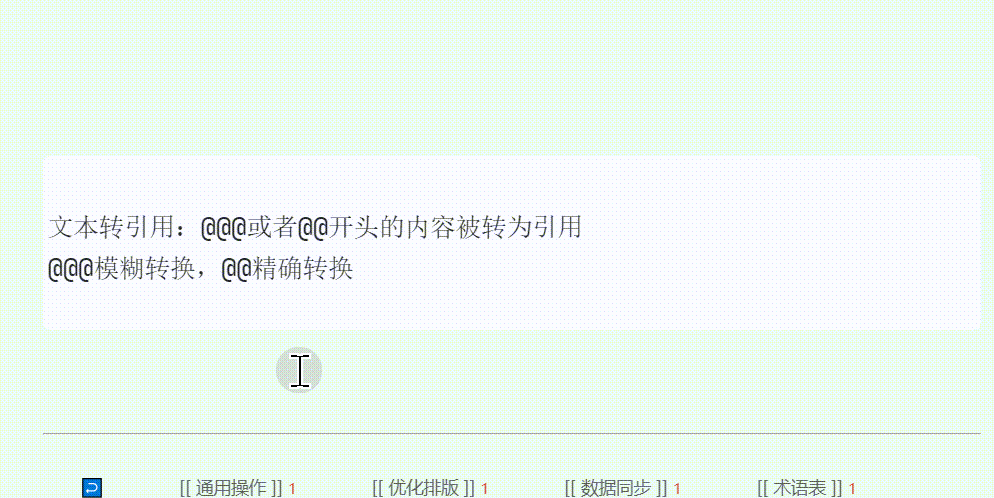 文本转引用：@@@或者@@开头的内容被转为引用
@@@模糊转换，@@精确转换
[[ 通用操作 ]] 1 [[ 优化排版 ]] 1 [[ 数据同步 ]] 1 [[ 术语表 ]] 1